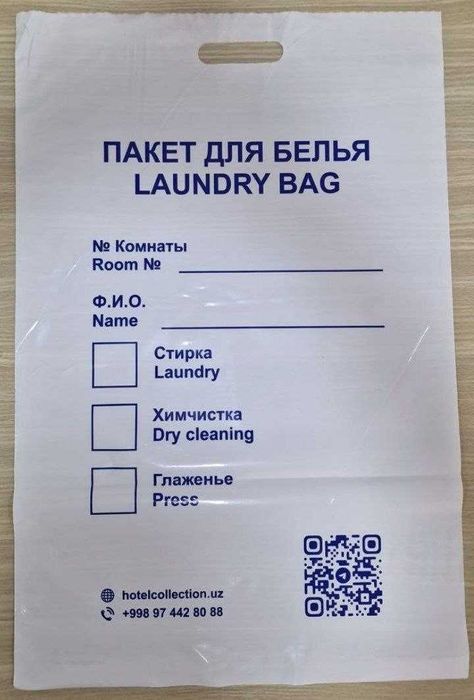 ПАКЕТ ДЛЯ БЕЛЬЯ
LAUNDRY BAG
№ Комнаты
Room №
Ф.И.О.
Name
Стирка
Laundry
Химчистка
Dry cleaning
Глаженье
Press
hotelcollection.uz
+998 97 442 80 88